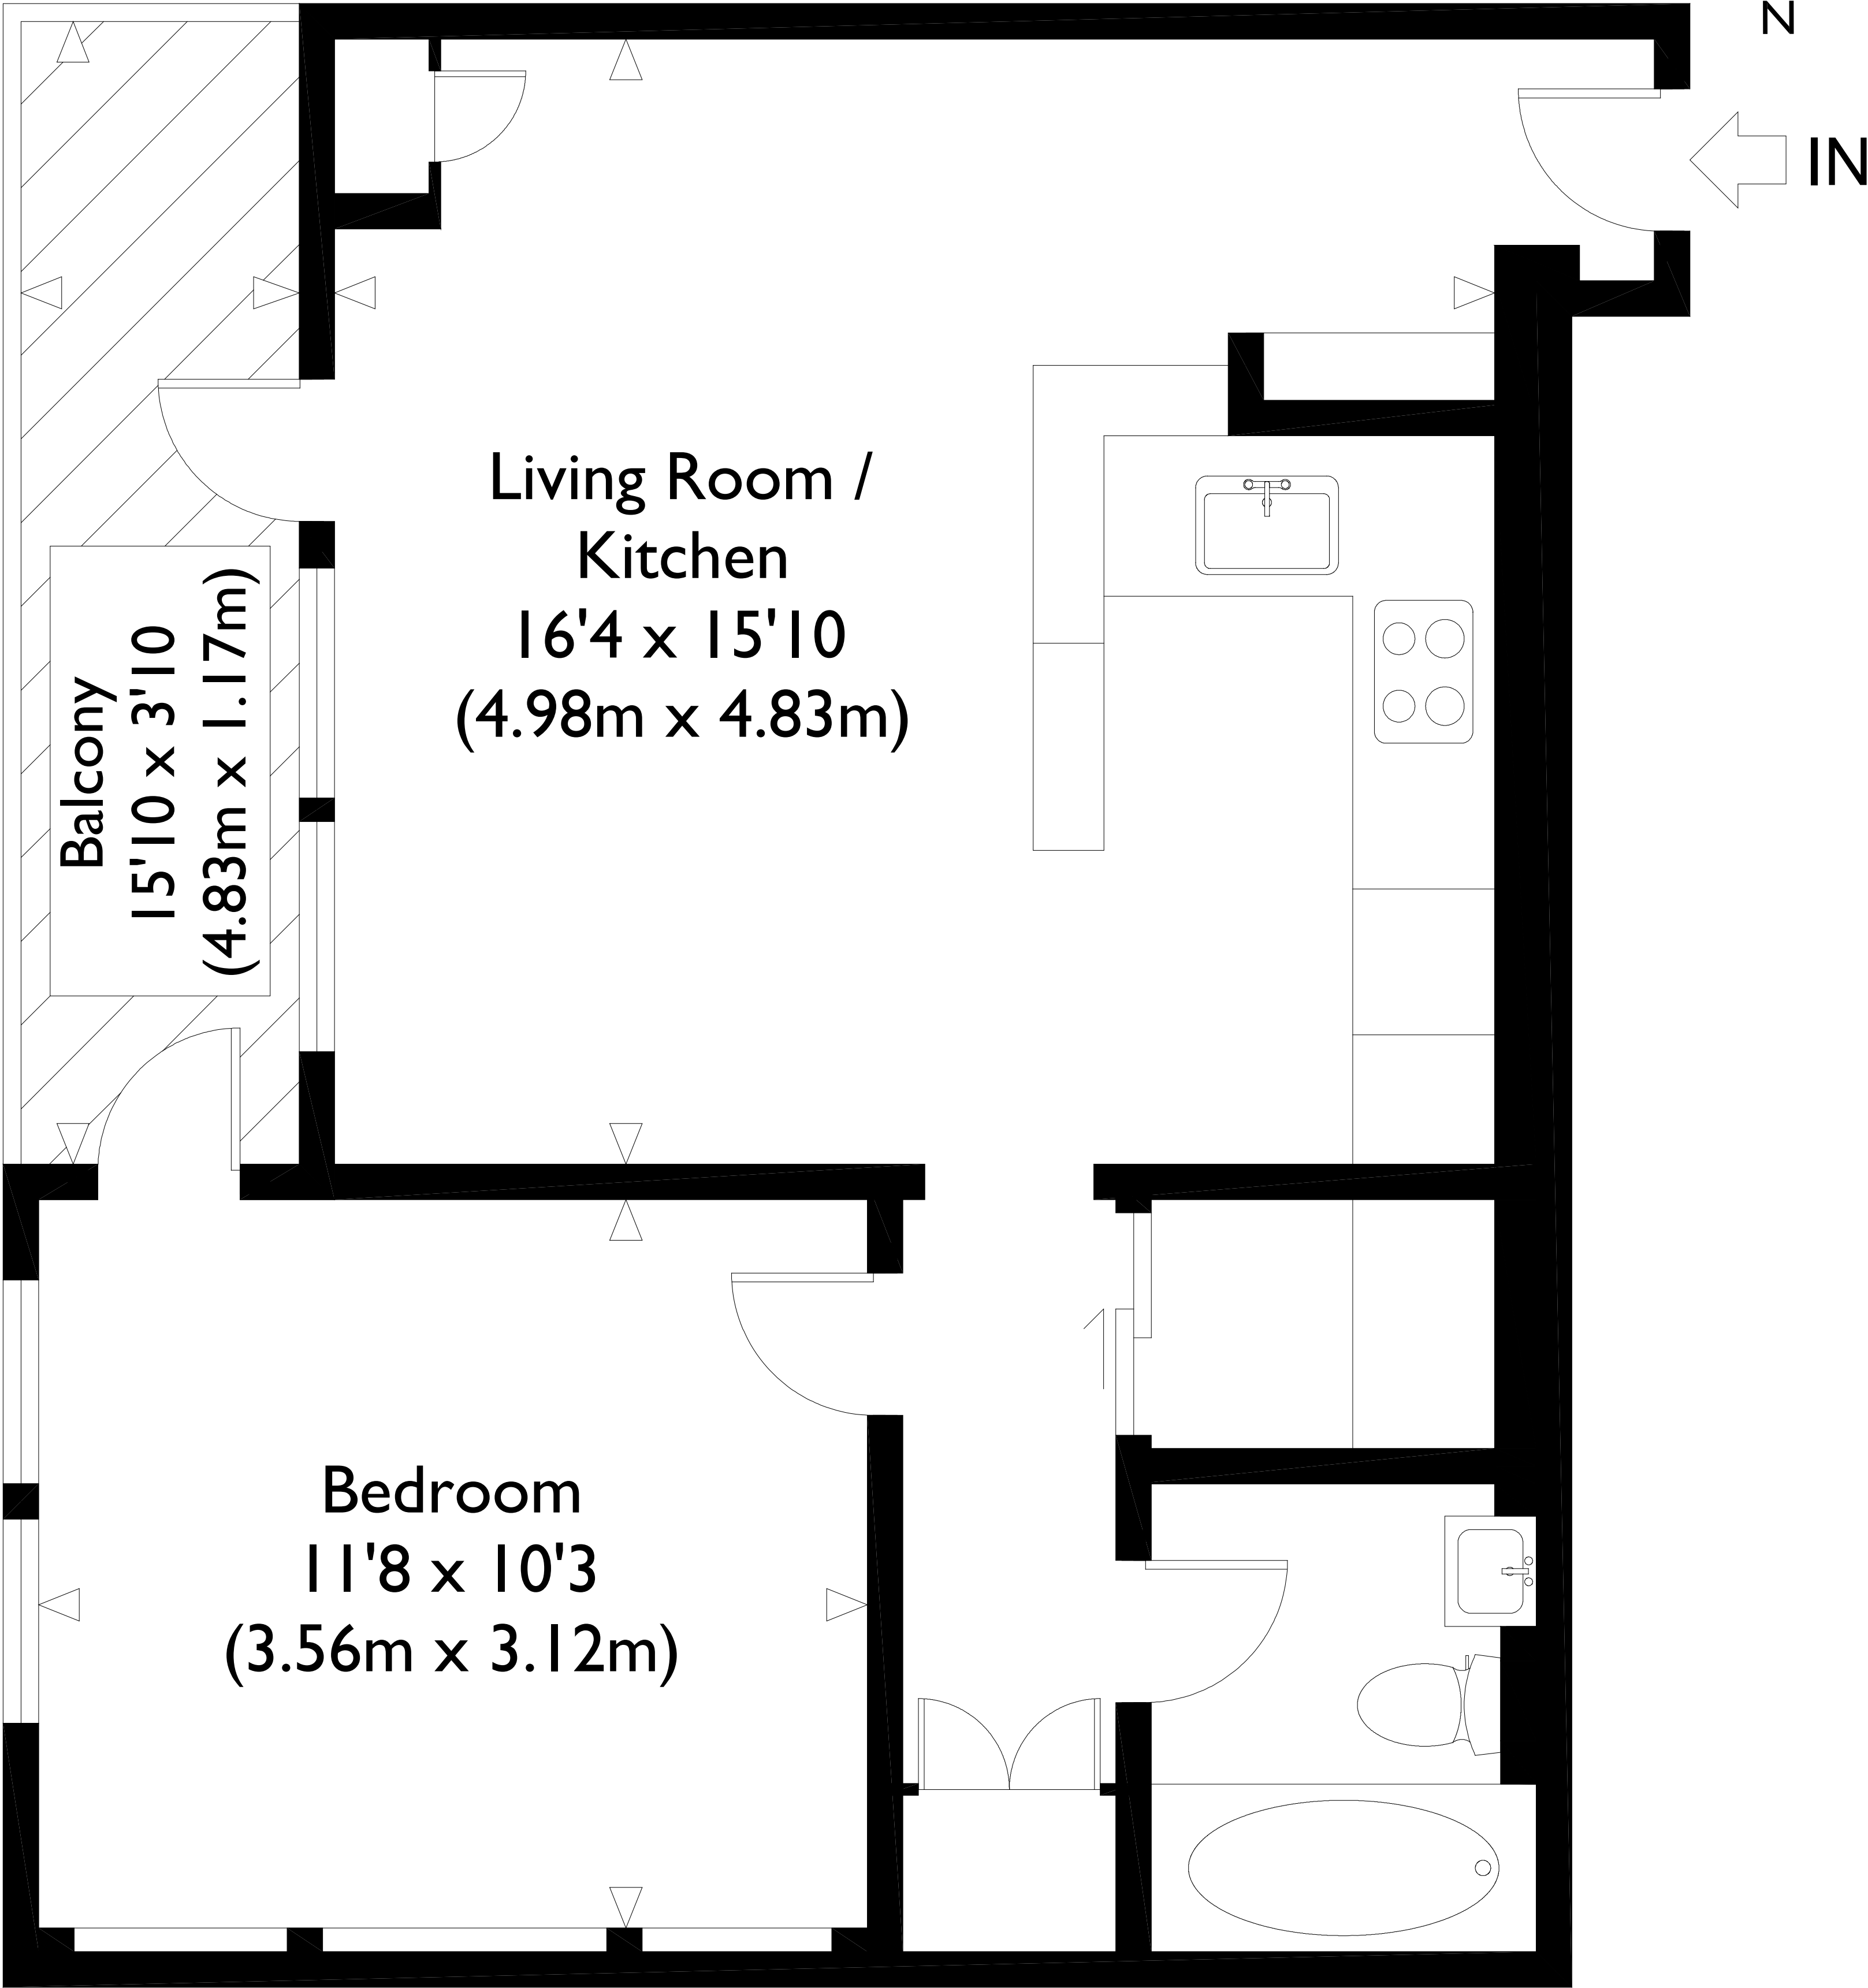 N
IN
Living Room /
Kitchen
16'4 x 15'10
(4.98m x 4.83m)
Balcony
15'10 x 3'10
(4.83m x 1.17m)
Bedroom
11'8 x 10'3
(3.56m x 3.12m)